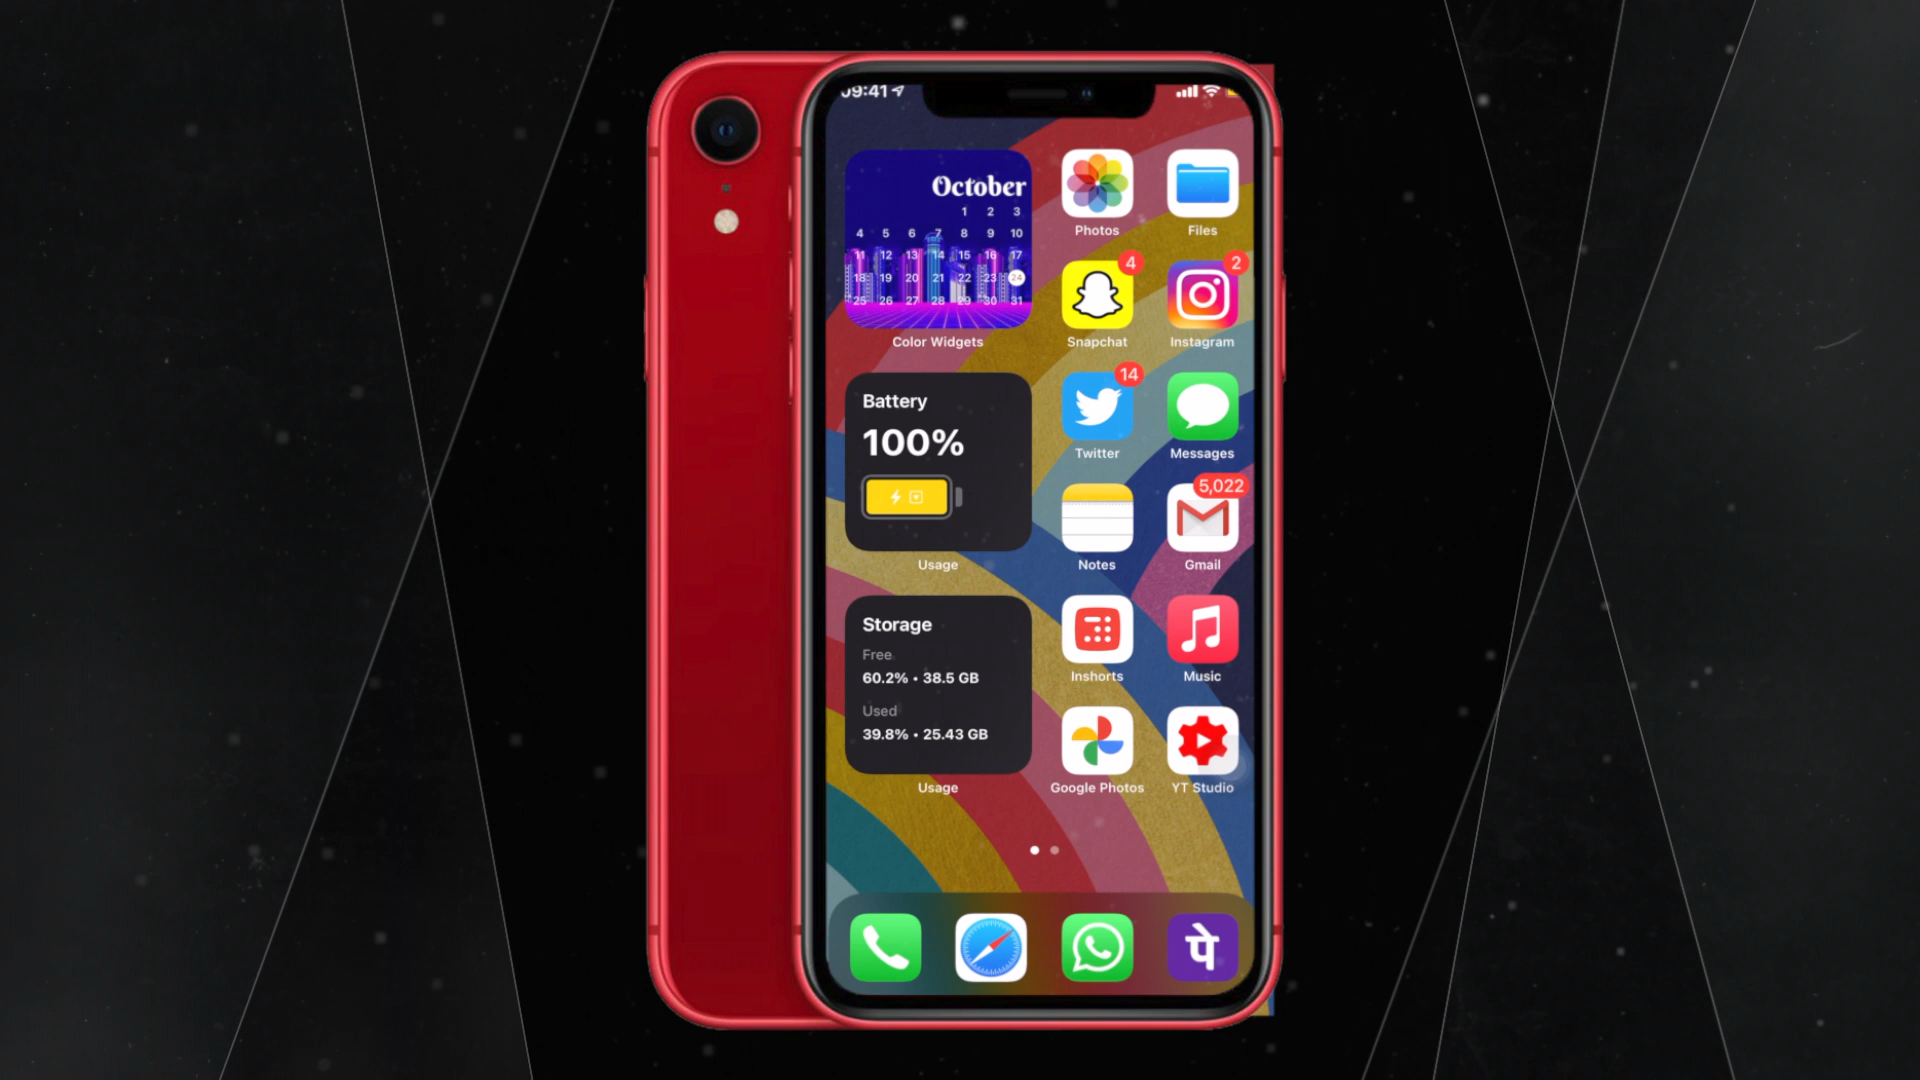 09:41
October
1 2 3
4 5 6 7 8 9 10
11 12 13 14 15 16 17
18 19 20 21 22 23 24
25 26 27 28 29 30 31
Color Widgets
Photos
Files
4
2
Snapchat
Instagram
Battery
100%
Usage
14
Twitter
Messages
5,022
Notes
Gmail
Storage
Free
60.2% • 38.5 GB
Used
39.8% • 25.43 GB
Usage
Inshorts
Music
Google Photos
YT Studio
पे